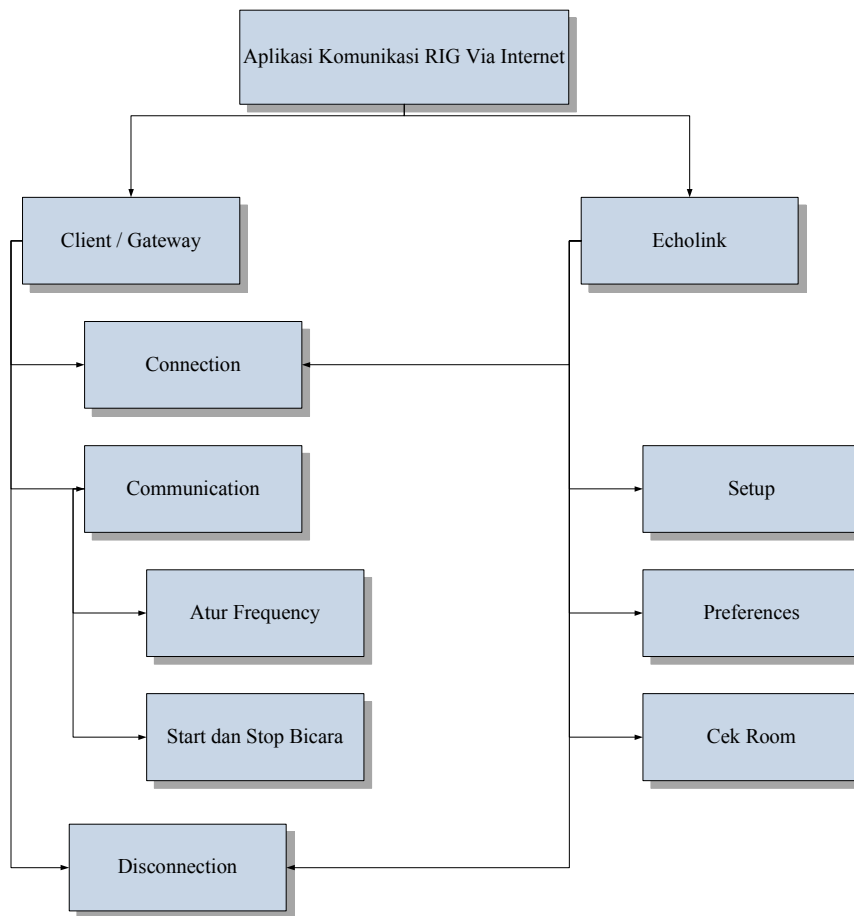 Aplikasi Komunikasi RIG Via Internet
Client / Gateway
Echolink
Connection
Communication
Setup
Atur Frequency
Preferences
Start dan Stop Bicara
Cek Room
Disconnection